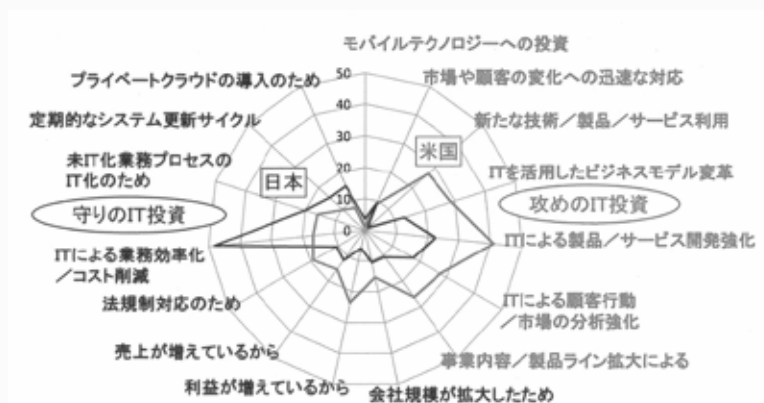 モバイルテクノロジーへの投資
プライベートクラウドの導入のため
市場や顧客の変化への迅速な対応
定期的なシステム更新サイクル
新たな技術／製品／サービス利用
未IT化業務プロセスの
IT化のため
日本
米国
ITを活用したビジネスモデル変革
守りのIT投資
攻めのIT投資
ITによる製品／サービス開発強化
ITによる業務効率化
／コスト削減
ITによる顧客行動
／市場の分析強化
法規制対応のため
売上が増えているから
事業内容／製品ライン拡大による
利益が増えているから
会社規模が拡大したため
50
40
30
20
10
0